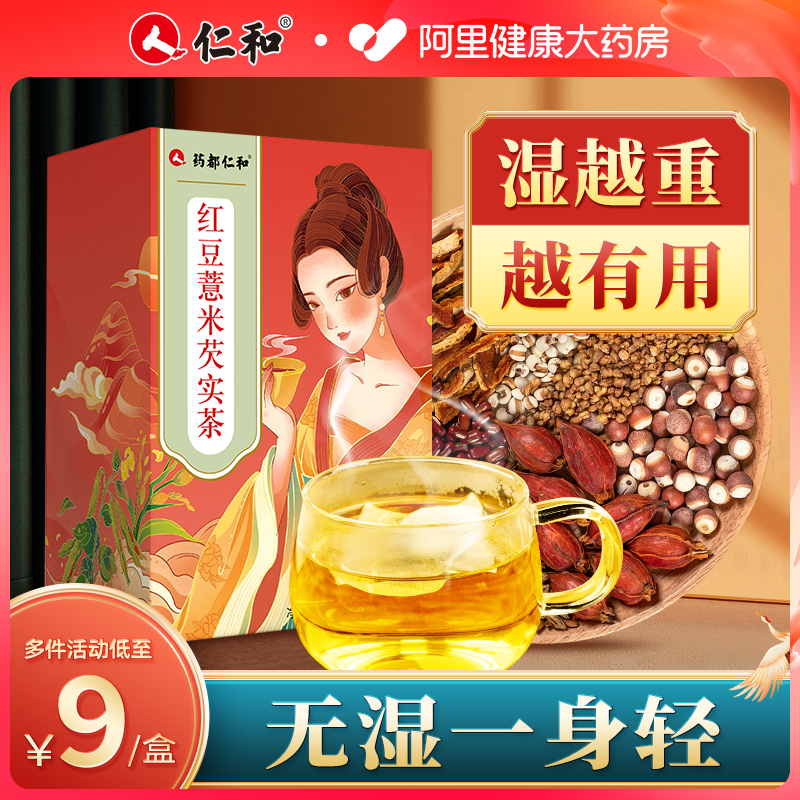 仁和® · 阿里健康大药房
药都仁和®
红豆薏米芡实茶
湿越重
越有用
多件活动低至
¥9/盒
无湿一身轻